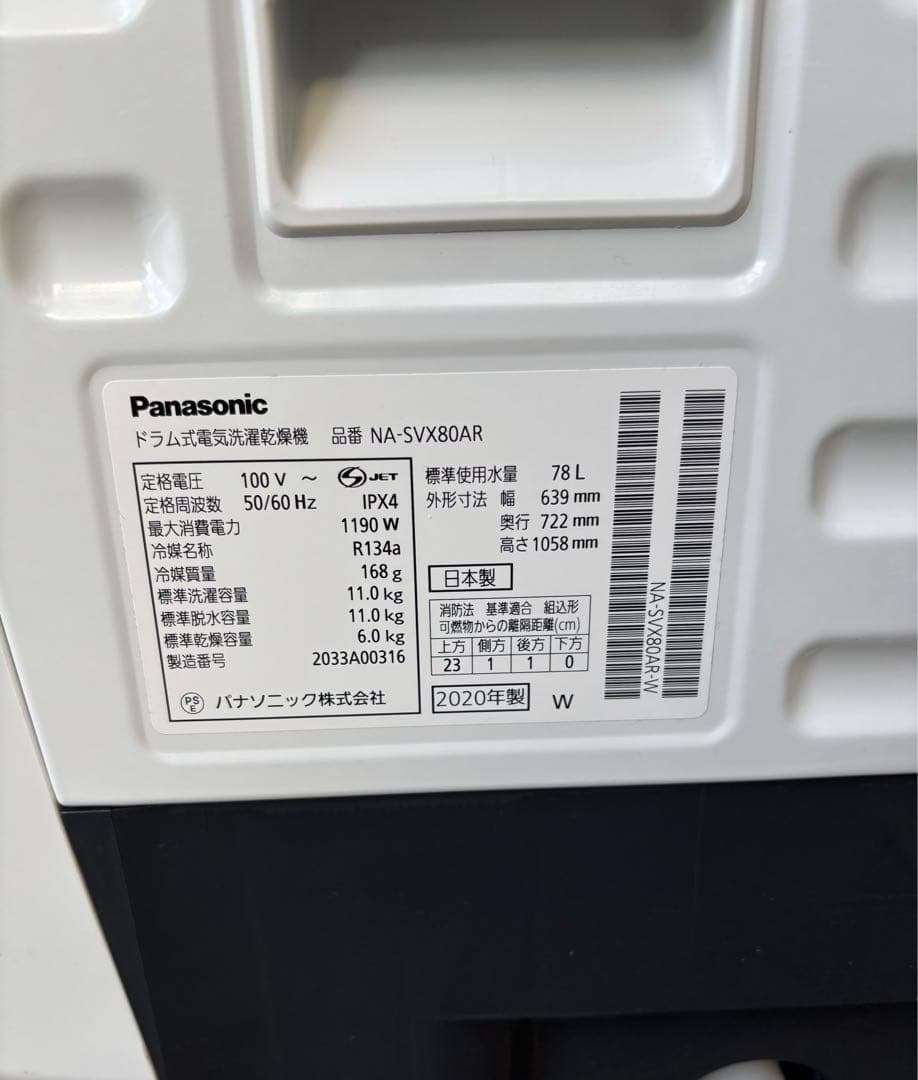 Panasonic
ドラム式電気洗濯乾燥機 品番 NA-SVX80AR
定格電圧 100 V ～ S JET
定格周波数 50/60 Hz IPX4
最大消費電力 1190 W
冷媒名称 R134a
冷媒質量 168 g
標準洗濯容量 11.0 kg
標準脱水容量 11.0 kg
標準乾燥容量 6.0 kg
製造番号 2033A00316
PS
E
パナソニック株式会社
標準使用水量 78 L
外形寸法 幅 639 mm
奥行 722 mm
高さ 1058 mm
日本製
消防法 基準適合 組込形
可燃物からの離隔距離(cm)
上方 側方 後方 下方
23 1 1 0
2020年製 W
NA-SVX80AR-W